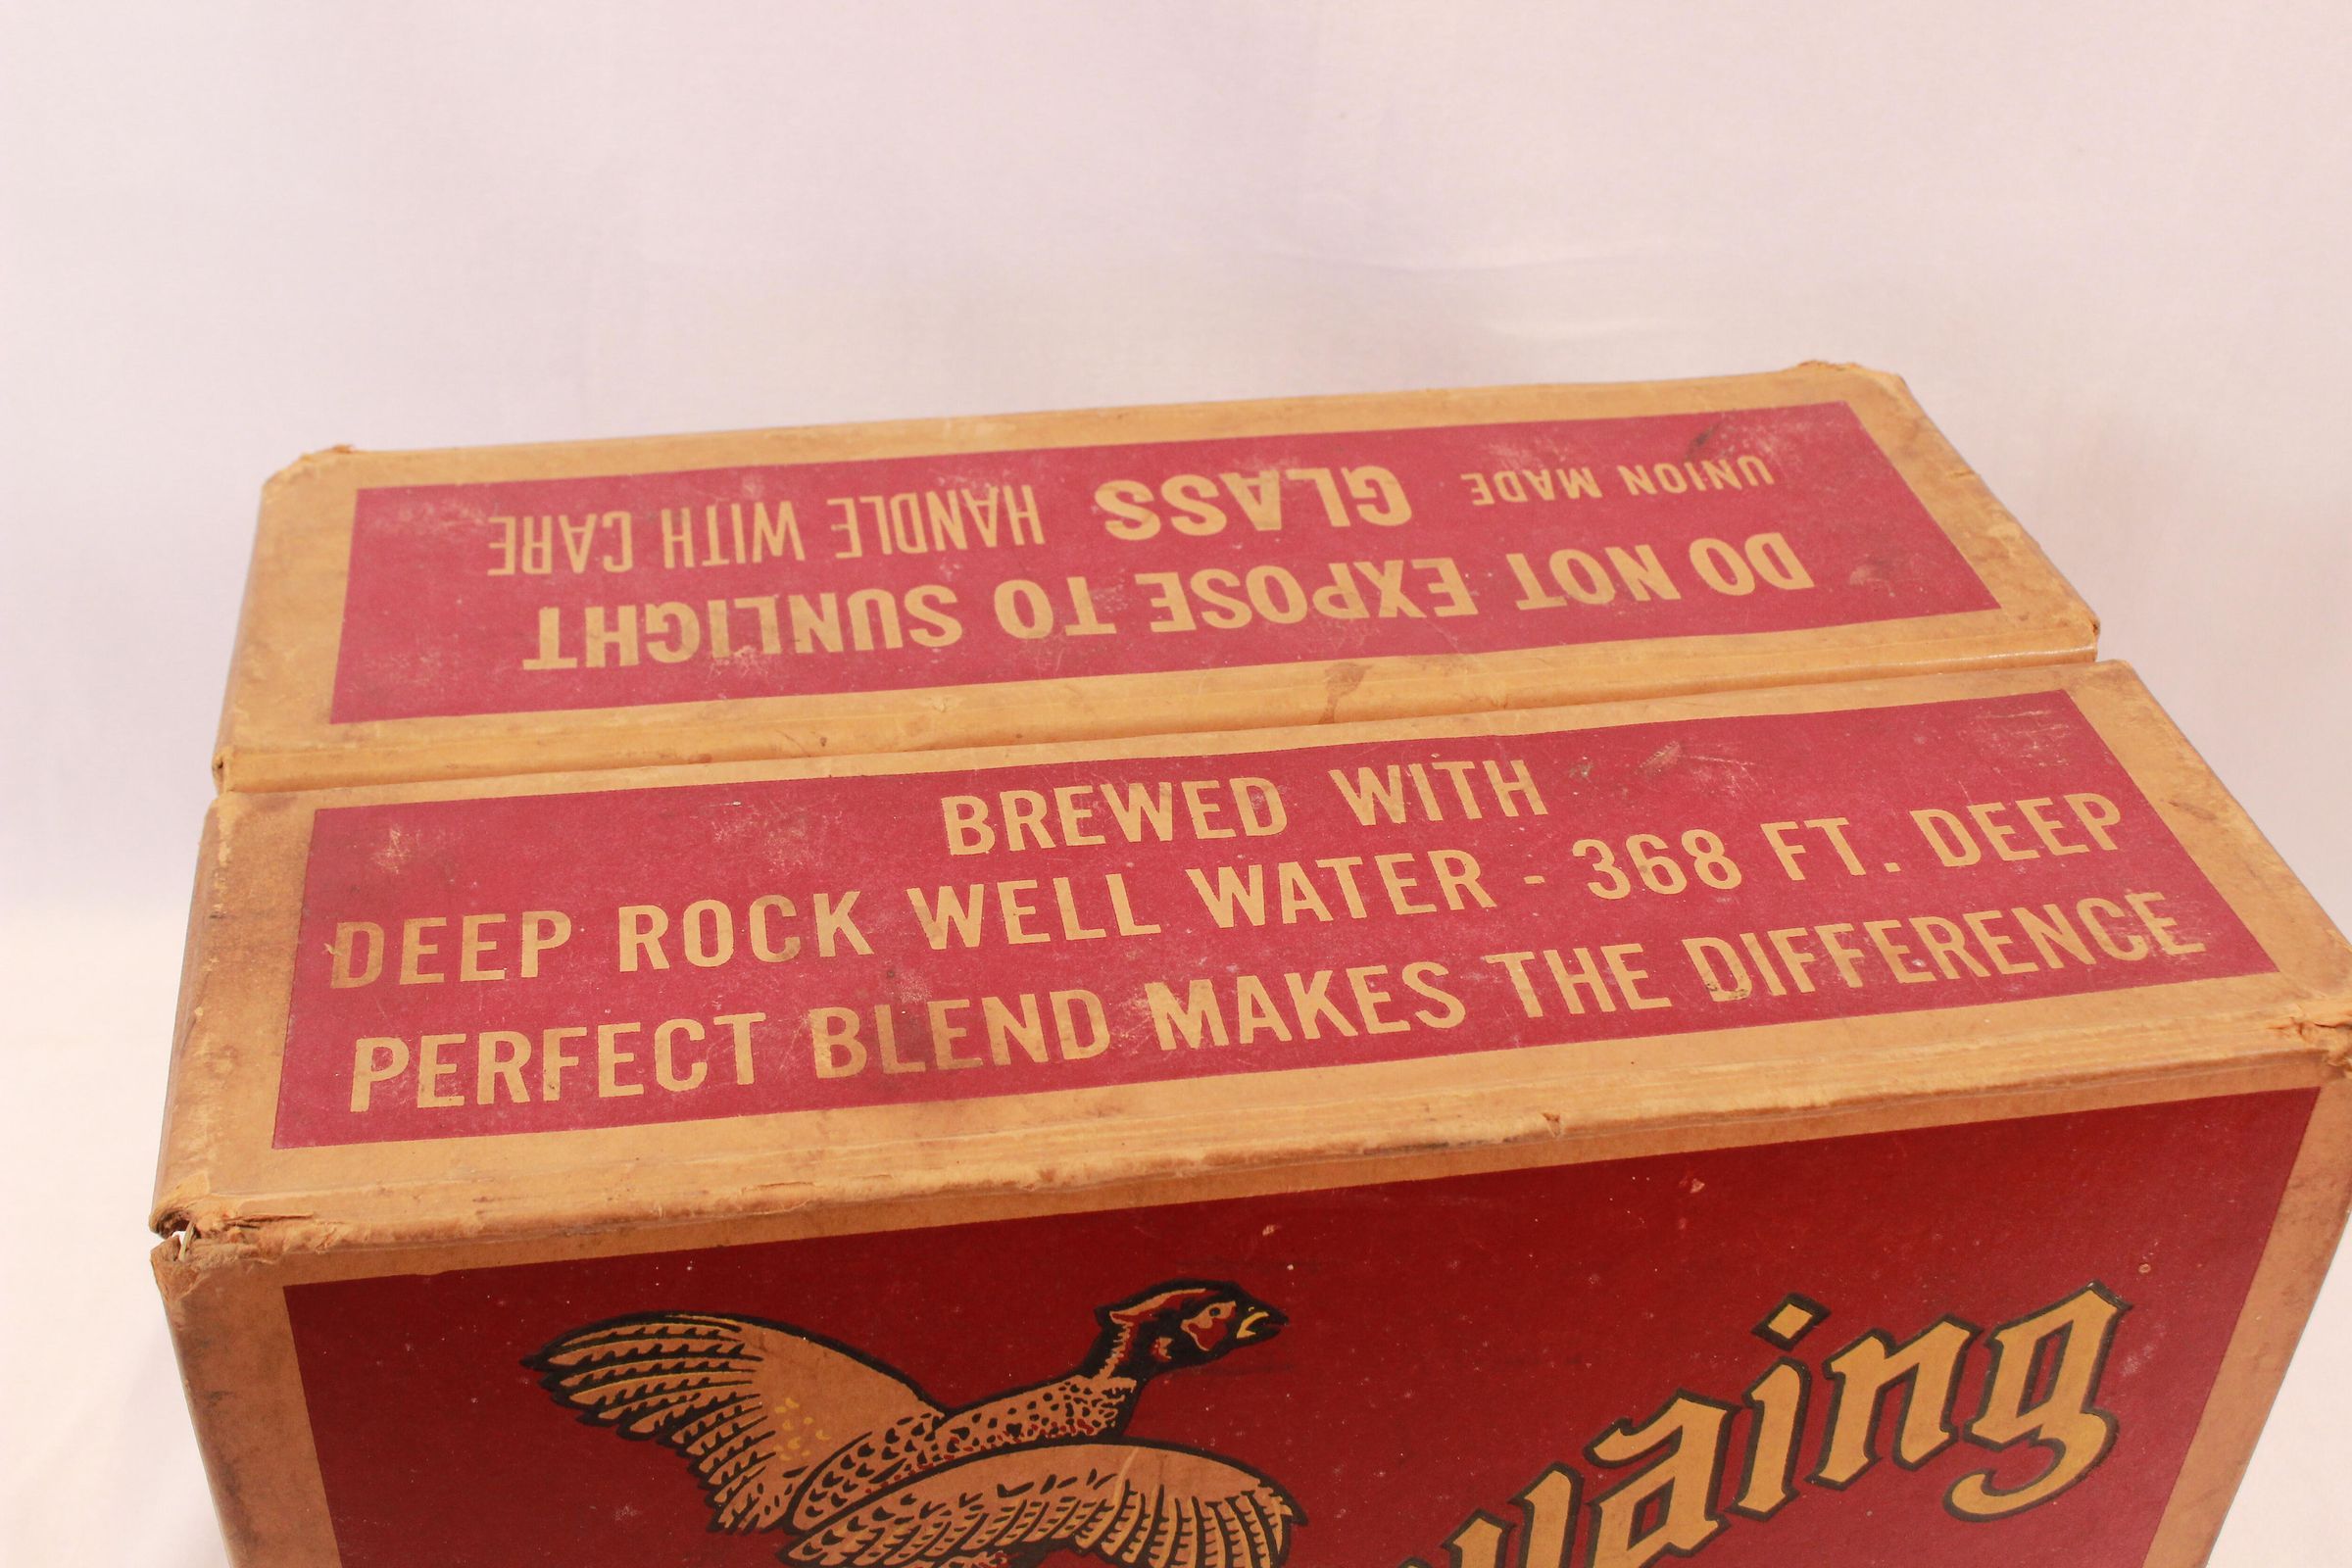 UNION MADE GLASS HANDLE WITH CARE
DO NOT EXPOSE TO SUNLIGHT
BREWED WITH
DEEP ROCK WELL WATER - 368 FT. DEEP
PERFECT BLEND MAKES THE DIFFERENCE